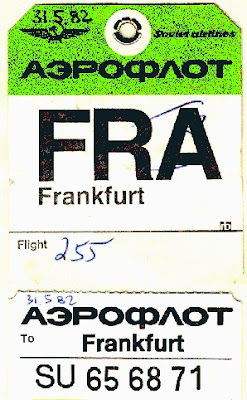 31.5.82
Soviet airlines
АЭРОФЛОТ
FRA
Frankfurt
Flight 255
31 5 82
АЭРОФЛОТ
To Frankfurt
SU 65 68 71